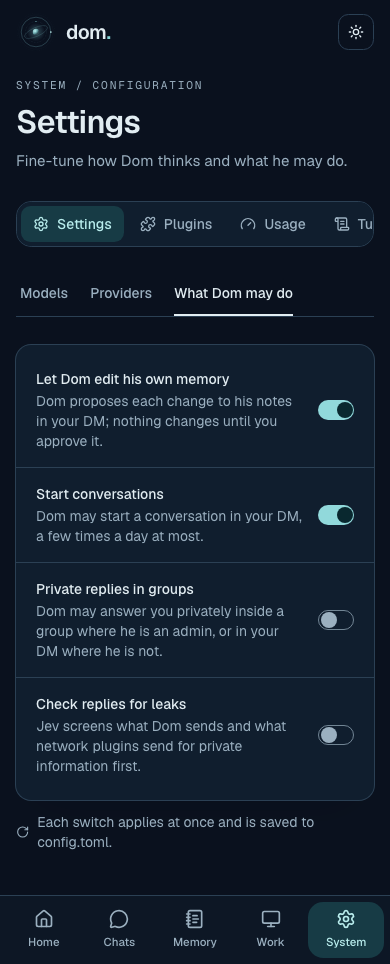 dom.
SYSTEM / CONFIGURATION
Settings
Fine-tune how Dom thinks and what he may do.
Settings
Plugins
Usage
Tu
Models
Providers
What Dom may do
Let Dom edit his own memory
Dom proposes each change to his notes
in your DM; nothing changes until you
approve it.
Start conversations
Dom may start a conversation in your DM,
a few times a day at most.
Private replies in groups
Dom may answer you privately inside a
group where he is an admin, or in your
DM where he is not.
Check replies for leaks
Jev screens what Dom sends and what
network plugins send for private
information first.
Each switch applies at once and is saved to
config.toml.
Home
Chats
Memory
Work
System